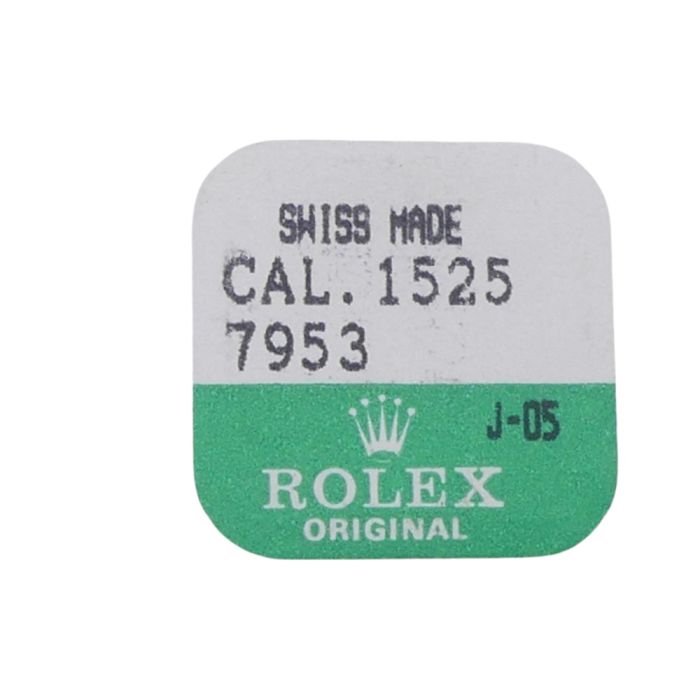 SWISS MADE
CAL. 1525
7953
J-05
ROLEX
ORIGINAL